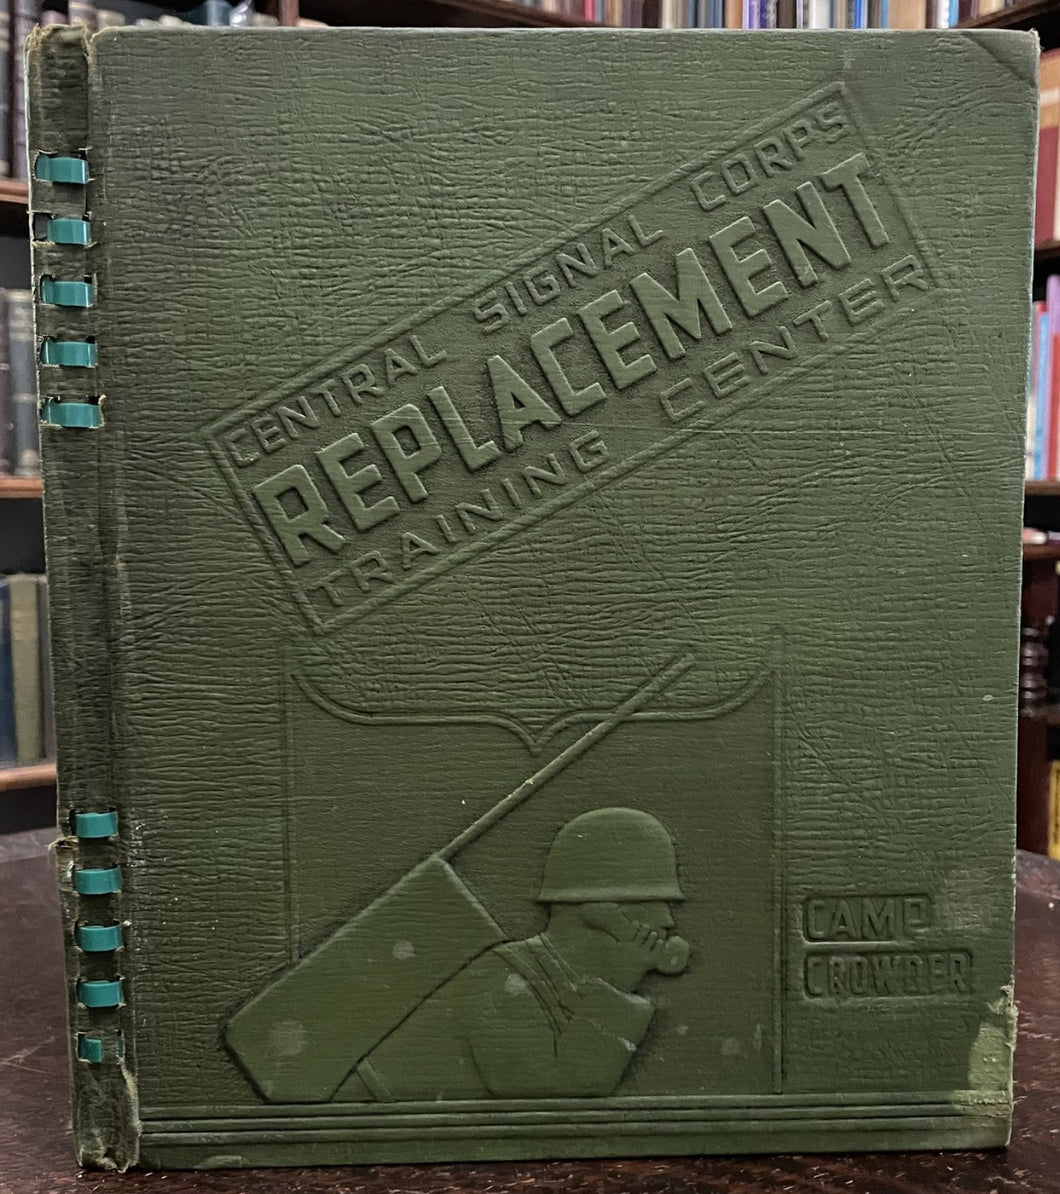 CENTRAL SIGNAL CORPS
REPLACEMENT
TRAINING CENTER
CAMP
CROWDER